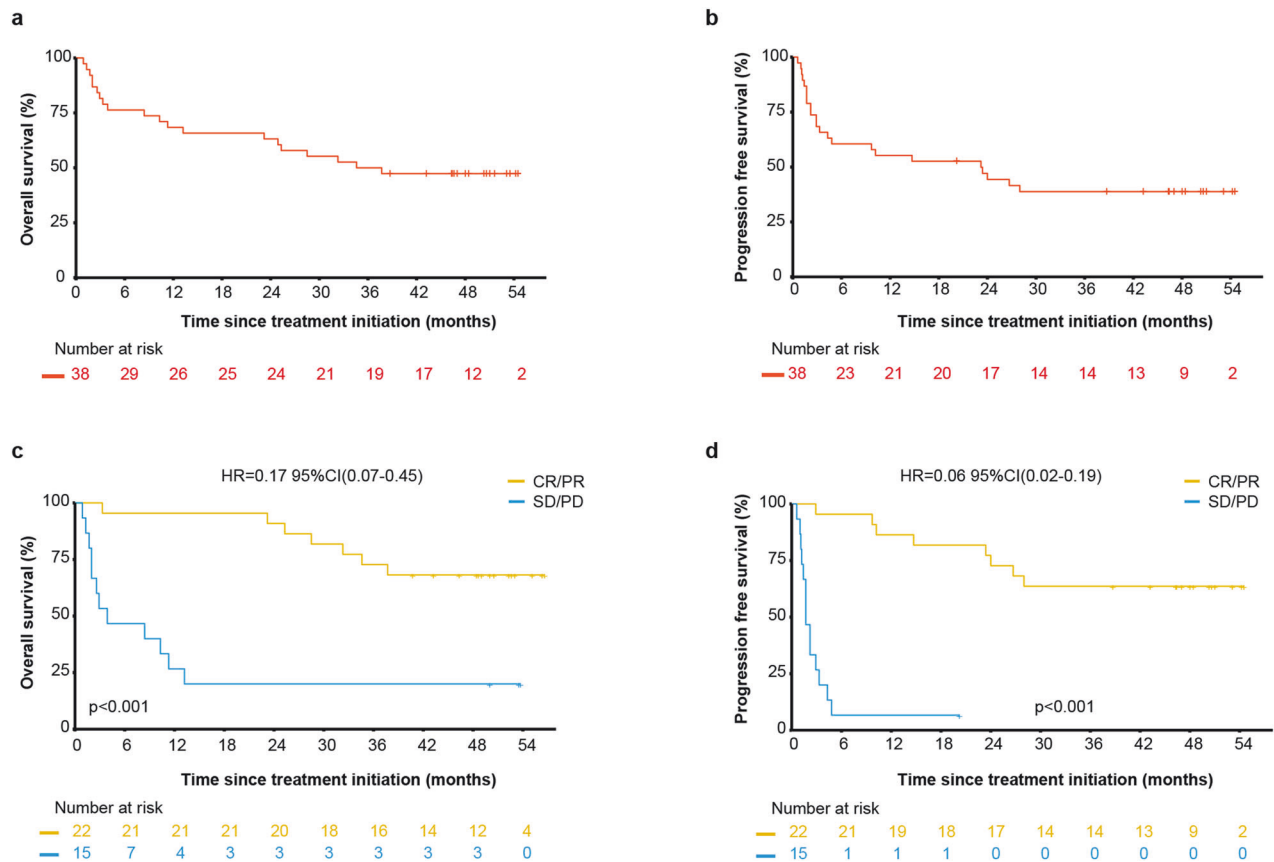 a
100
75
50
25
0
Overall survival (%)
0 6 12 18 24 30 36 42 48 54
Time since treatment initiation (months)
Number at risk
38 29 26 25 24 21 19 17 12 2
b
100
75
50
25
0
Progression free survival (%)
0 6 12 18 24 30 36 42 48 54
Time since treatment initiation (months)
Number at risk
38 23 21 20 17 14 14 13 9 2
c
HR=0.17 95%CI(0.07-0.45)
CR/PR
SD/PD
100
75
50
25
0
Overall survival (%)
p<0.001
0 6 12 18 24 30 36 42 48 54
Time since treatment initiation (months)
Number at risk
22 21 21 21 20 18 16 14 12 4
15 7 4 3 3 3 3 3 3 0
d
HR=0.06 95%CI(0.02-0.19)
CR/PR
SD/PD
100
75
50
25
0
Progression free survival (%)
p<0.001
0 6 12 18 24 30 36 42 48 54
Time since treatment initiation (months)
Number at risk
22 21 19 18 17 14 14 13 9 2
15 1 1 1 0 0 0 0 0 0